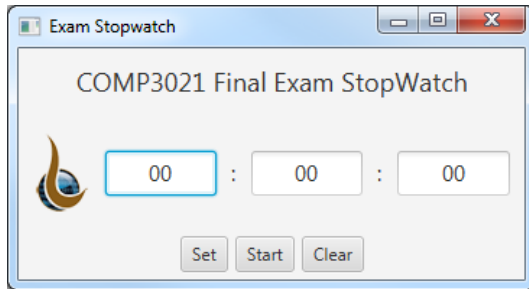 Exam Stopwatch
COMP3021 Final Exam StopWatch
00 : 00 : 00
Set Start Clear